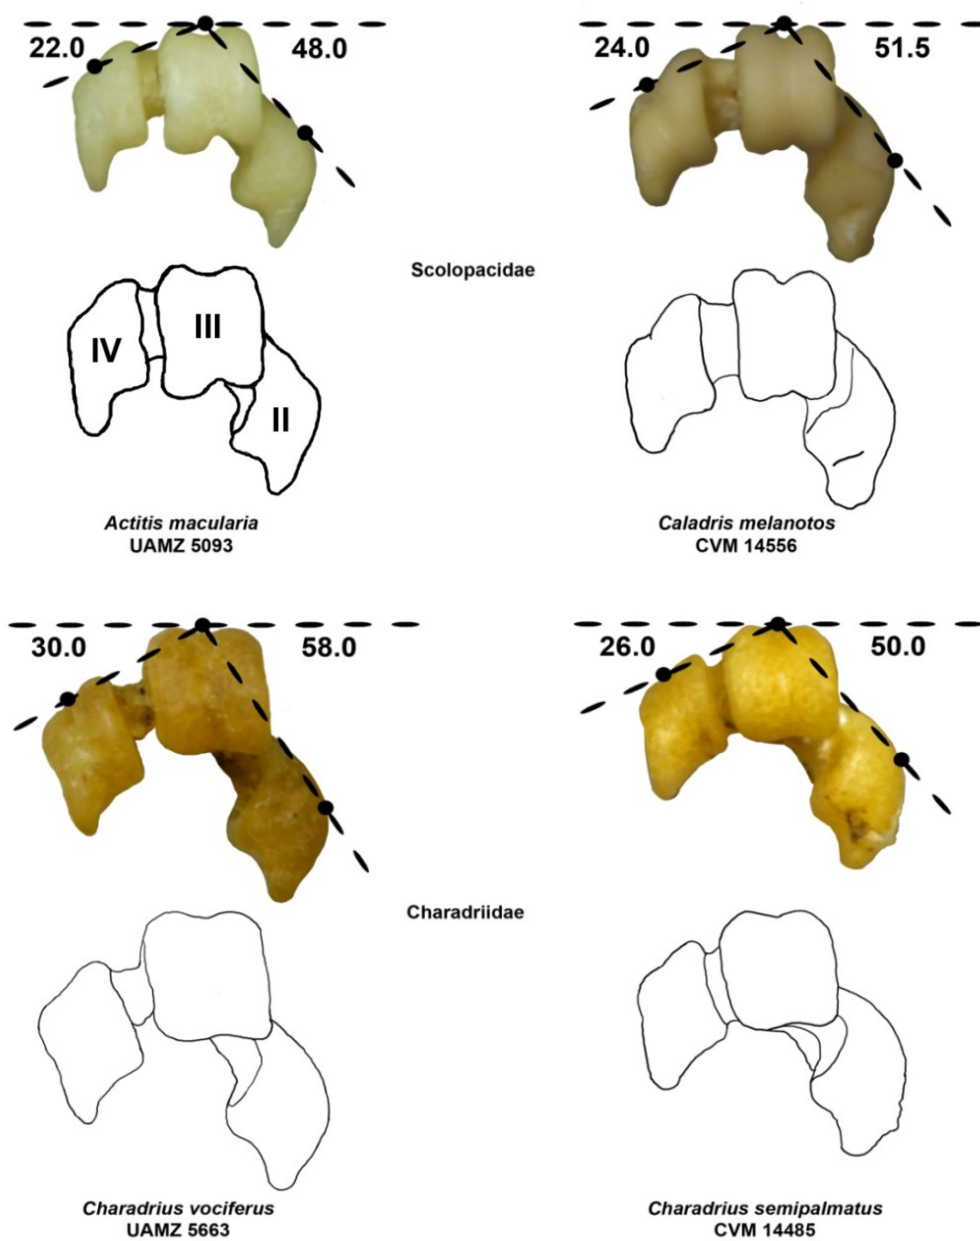 22.0
48.0
24.0
51.5
Scolopacidae
IV
III
II
Actitis macularia
UAMZ 5093
Caladris melanotos
CVM 14556
30.0
58.0
26.0
50.0
Charadriidae
Charadrius vociferus
UAMZ 5663
Charadrius semipalmatus
CVM 14485